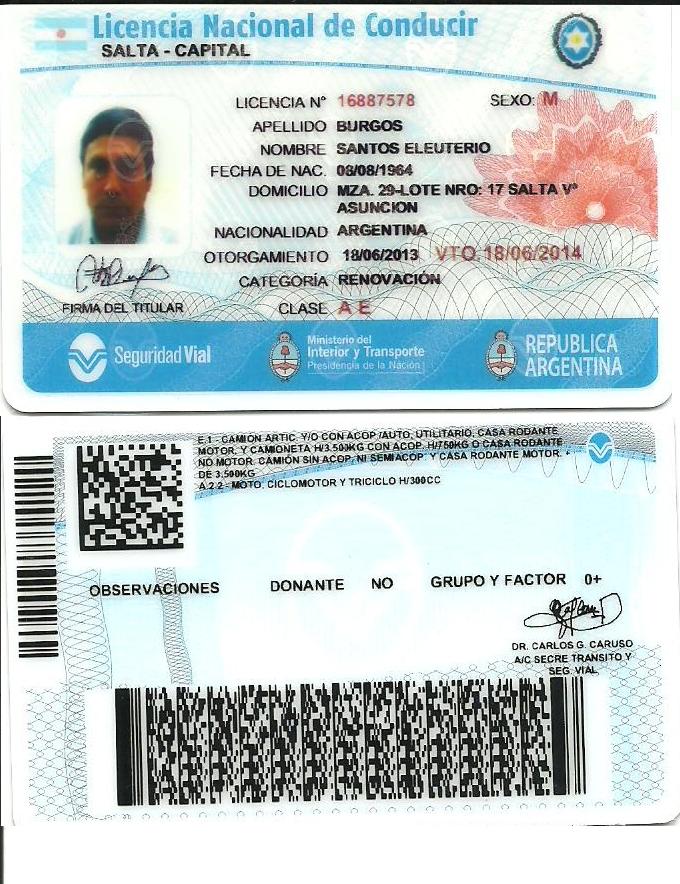 Licencia Nacional de Conducir
SALTA - CAPITAL
LICENCIA N° 16887578 SEXO: M
APELLIDO BURGOS
NOMBRE SANTOS ELEUTERIO
FECHA DE NAC. 08/08/1964
DOMICILIO MZA. 29-LOTE NRO: 17 SALTA Vº
ASUNCION
NACIONALIDAD ARGENTINA
OTORGAMIENTO 18/06/2013 VTO. 18/06/2014
CATEGORÍA RENOVACIÓN
FIRMA DEL TITULAR
CLASE A E
Seguridad Vial
Ministerio del
Interior y Transporte
Presidencia de la Nación
REPUBLICA
ARGENTINA
E.1 - CAMION ARTIC. Y/O CON ACOP./AUTO, UTILITARIO, CASA RODANTE
MOTOR. Y CAMIONETA H/3.500KG CON ACOP. H/750KG O CASA RODANTE
NO MOTOR. CAMIÓN SIN ACOP. NI SEMIACOP. Y CASA RODANTE MOTOR. +
DE 3.500KG
A.2.2 - MOTO, CICLOMOTOR Y TRICICLO H/300CC
OBSERVACIONES DONANTE NO GRUPO Y FACTOR 0+
DR. CARLOS G. CARUSO
A/C SECRE TRANSITO Y
SEG. VIAL